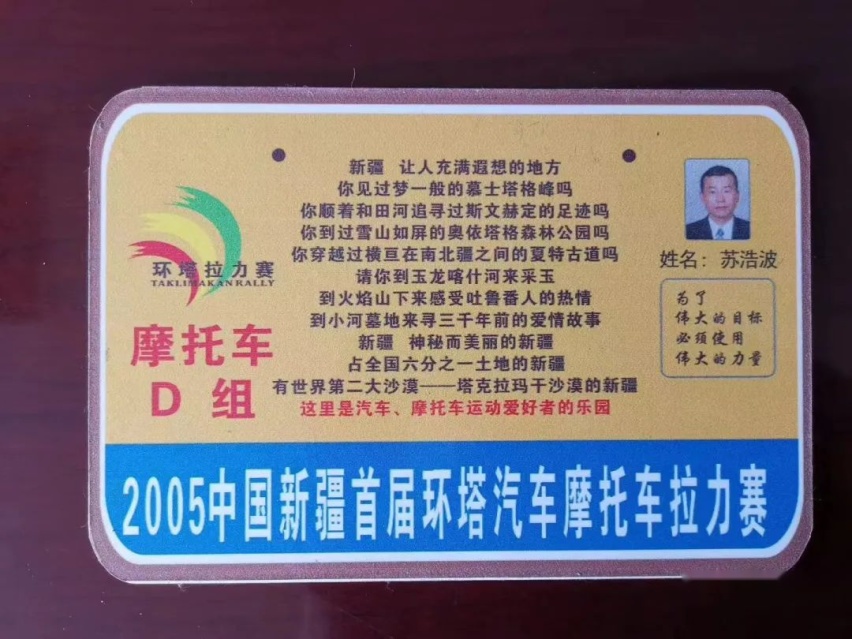 新疆 让人充满遐想的地方
你见过梦一般的慕士塔格峰吗
你顺着和田河追寻过斯文赫定的足迹吗
你到过雪山如屏的奥依塔格森林公园吗
你穿越过横亘在南北疆之间的夏特古道吗
请你到玉龙喀什河来采玉
到火焰山下来感受吐鲁番人的热情
到小河墓地来寻三千年前的爱情故事
新疆 神秘而美丽的新疆
占全国六分之一土地的新疆
有世界第二大沙漠——塔克拉玛干沙漠的新疆
这里是汽车、摩托车运动爱好者的乐园
环塔拉力赛
TAKLIMAKAN RALLY
摩托车
D 组
姓名：苏浩波
为了
伟大的目标
必须使用
伟大的力量
2005中国新疆首届环塔汽车摩托车拉力赛